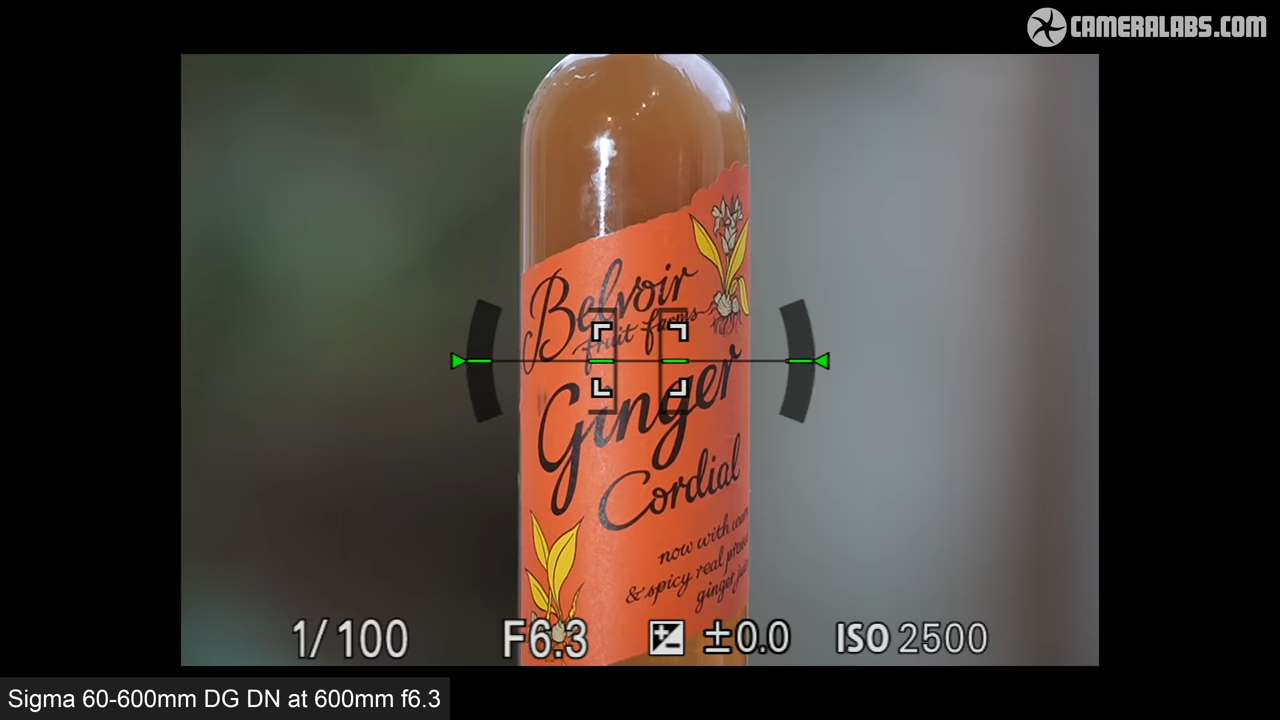 CAMERALABS.COM
Belvoir
fruit farms
Ginger
Cordial
now with
& spicy real
ginger
1/100 F6.3 ±0.0 ISO 2500
Sigma 60-600mm DG DN at 600mm f6.3